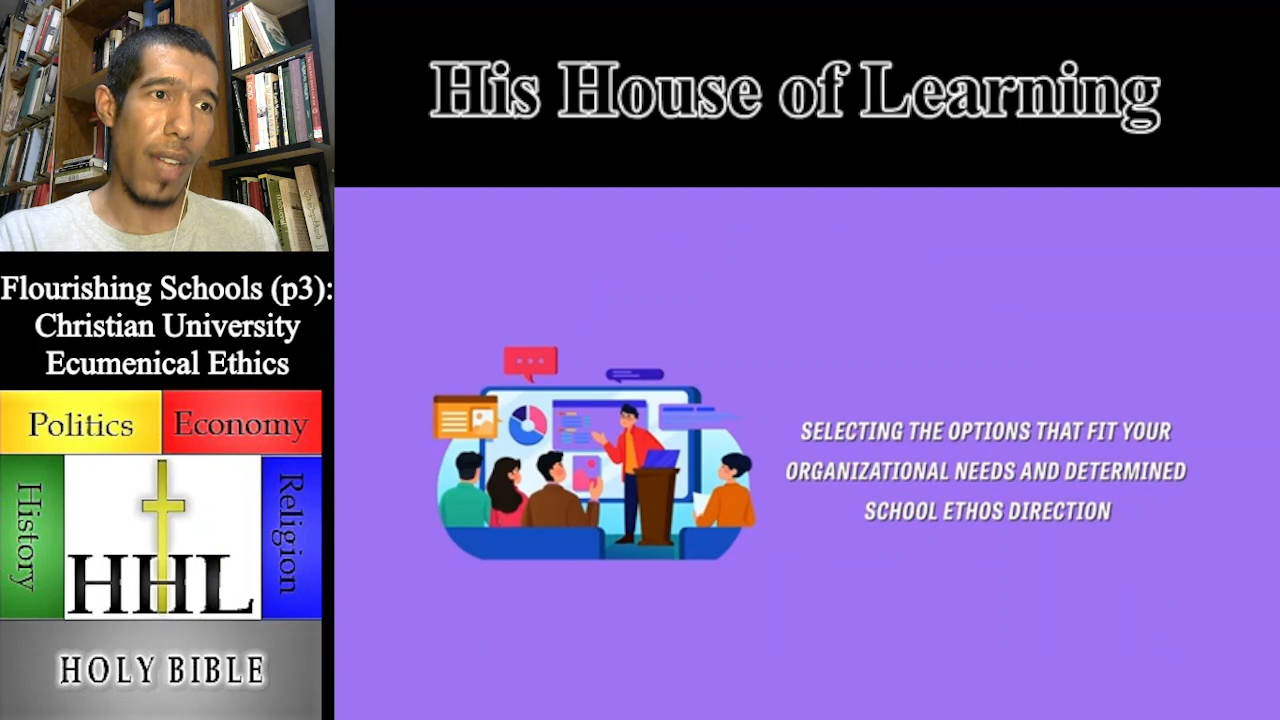 His House of Learning
Flourishing Schools (p3):
Christian University
Ecumenical Ethics
Politics
Economy
History
Religion
HHL
HOLY BIBLE
SELECTING THE OPTIONS THAT FIT YOUR
ORGANIZATIONAL NEEDS AND DETERMINED
SCHOOL ETHOS DIRECTION